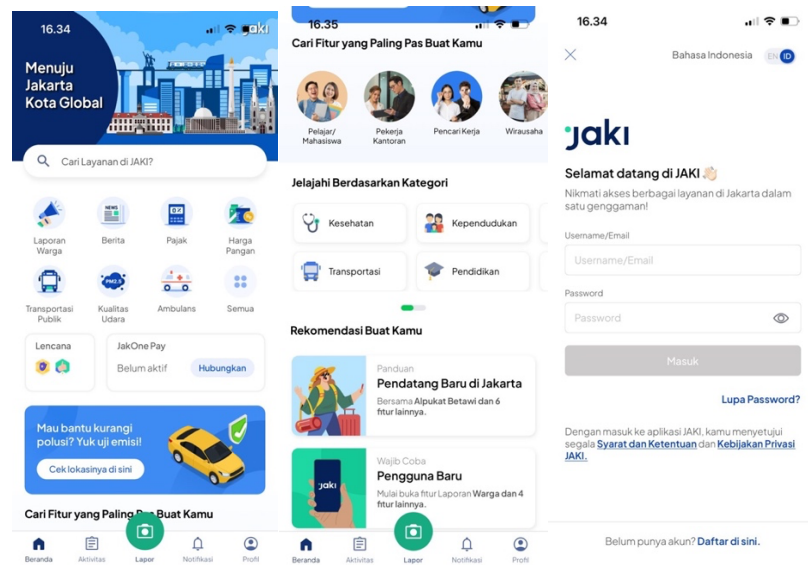 16.34
jaki
Menuju
Jakarta
Kota Global
Cari Layanan di JAKI?
NEWS
Laporan
Warga
Berita
Pajak
Harga
Pangan
PM2.5
Transportasi
Publik
Kualitas
Udara
Ambulans
Semua
Lencana
JakOne Pay
Belum aktif
Hubungkan
Mau bantu kurangi
polusi? Yuk uji emisi!
Cek lokasinya di sini
Cari Fitur yang Paling Pas Buat Kamu
Beranda
Aktivitas
Lapor
Notifikasi
Profil
16.35
Cari Fitur yang Paling Pas Buat Kamu
Pelajar/
Mahasiswa
Pekerja
Kantoran
Pencari Kerja
Wirausaha
Jelajahi Berdasarkan Kategori
Kesehatan
Kependudukan
Transportasi
Pendidikan
Rekomendasi Buat Kamu
Panduan
Pendatang Baru di Jakarta
Bersama Alpukat Betawi dan 6
fitur lainnya.
jaki
Wajib Coba
Pengguna Baru
Mulai buka fitur Laporan Warga dan 4
fitur lainnya.
Beranda
Aktivitas
Lapor
Notifikasi
Profil
16.34
Bahasa Indonesia
EN ID
jaki
Selamat datang di JAKI 👋🏻
Nikmati akses berbagai layanan di Jakarta dalam
satu genggaman!
Username/Email
Username/Email
Password
Password
Masuk
Lupa Password?
Dengan masuk ke aplikasi JAKI, kamu menyetujui
segala Syarat dan Ketentuan dan Kebijakan Privasi
JAKI.
Belum punya akun? Daftar di sini.